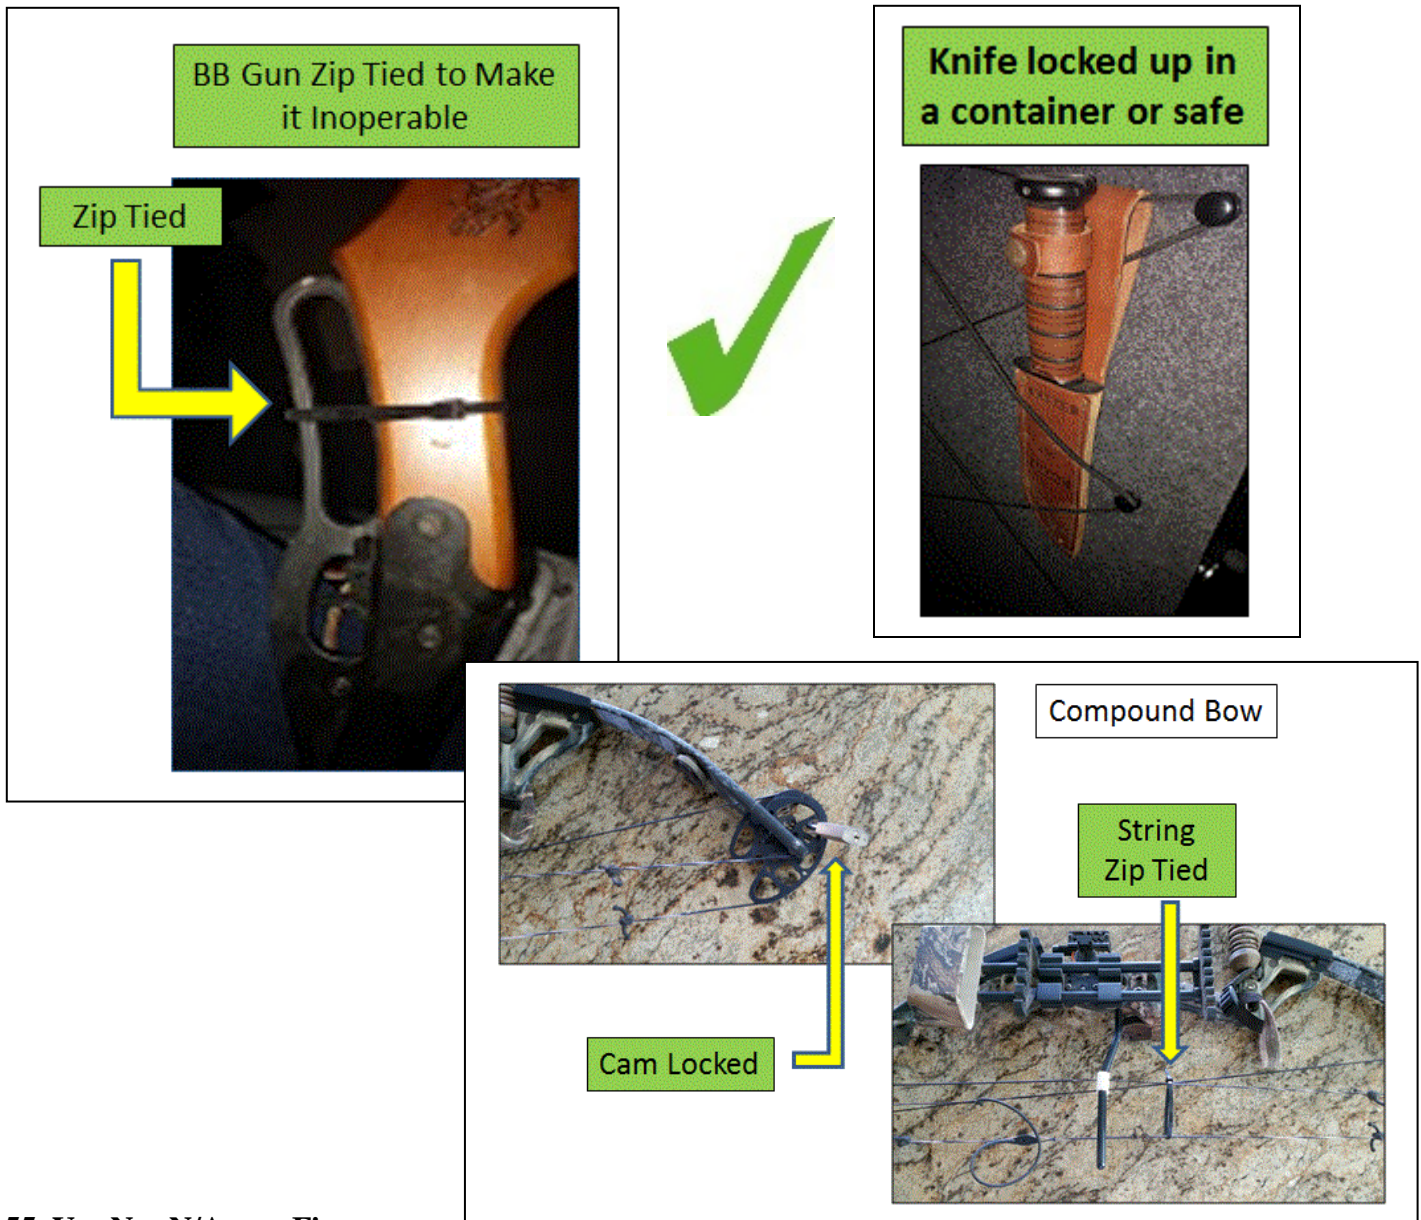 BB Gun Zip Tied to Make
it Inoperable
Zip Tied
Knife locked up in
a container or safe
Compound Bow
String
Zip Tied
Cam Locked